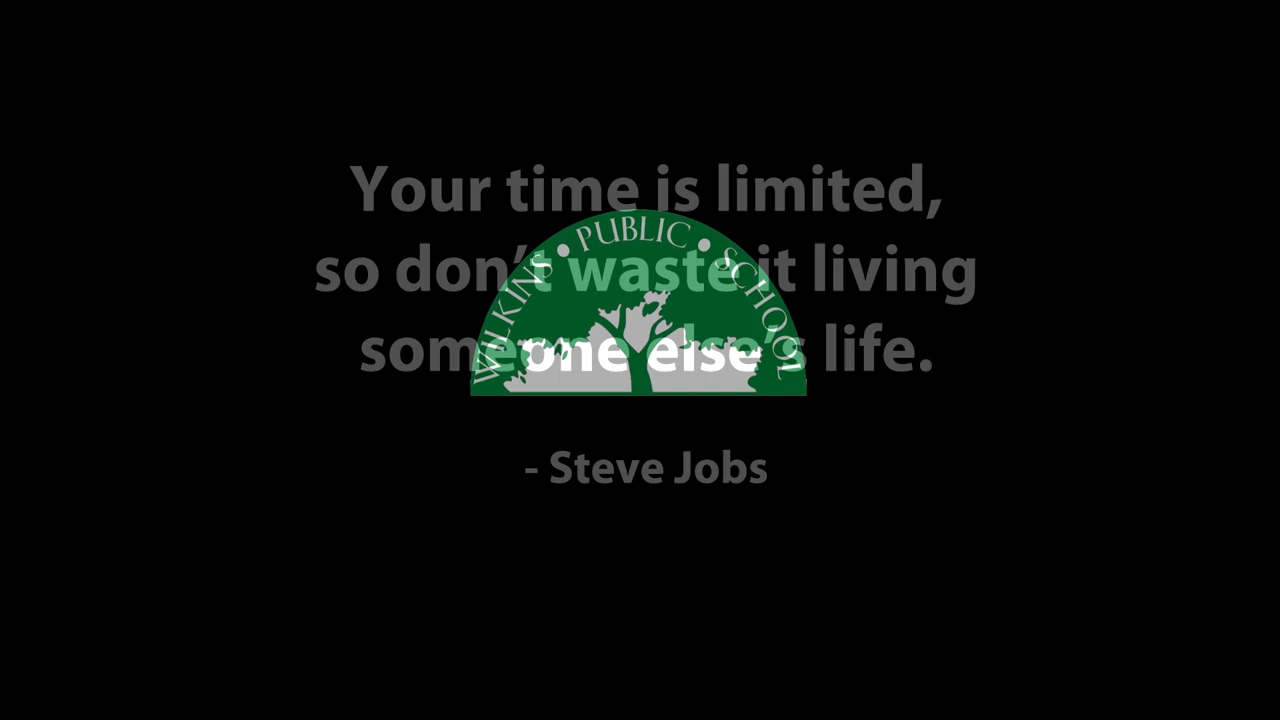 Your time is limited,
so don’t waste it living
someone else’s life.
- Steve Jobs
WILKINS • PUBLIC • SCHOOL